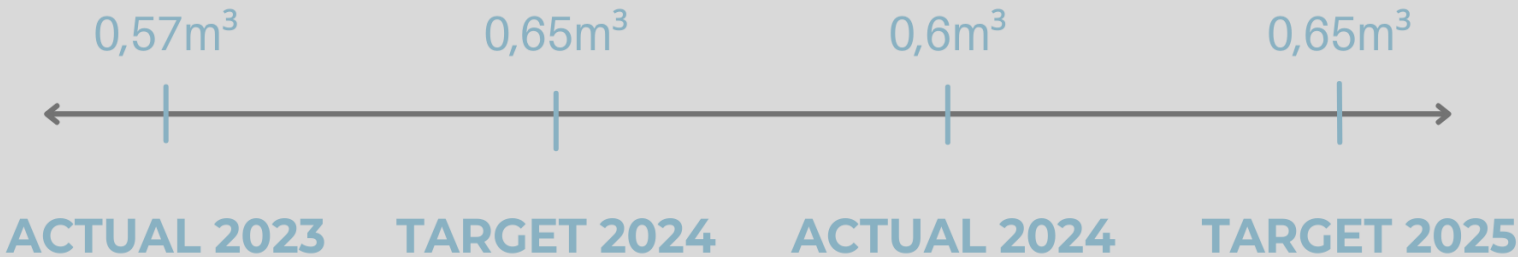 0,57m³ 0,65m³ 0,6m³ 0,65m³
ACTUAL 2023 TARGET 2024 ACTUAL 2024 TARGET 2025